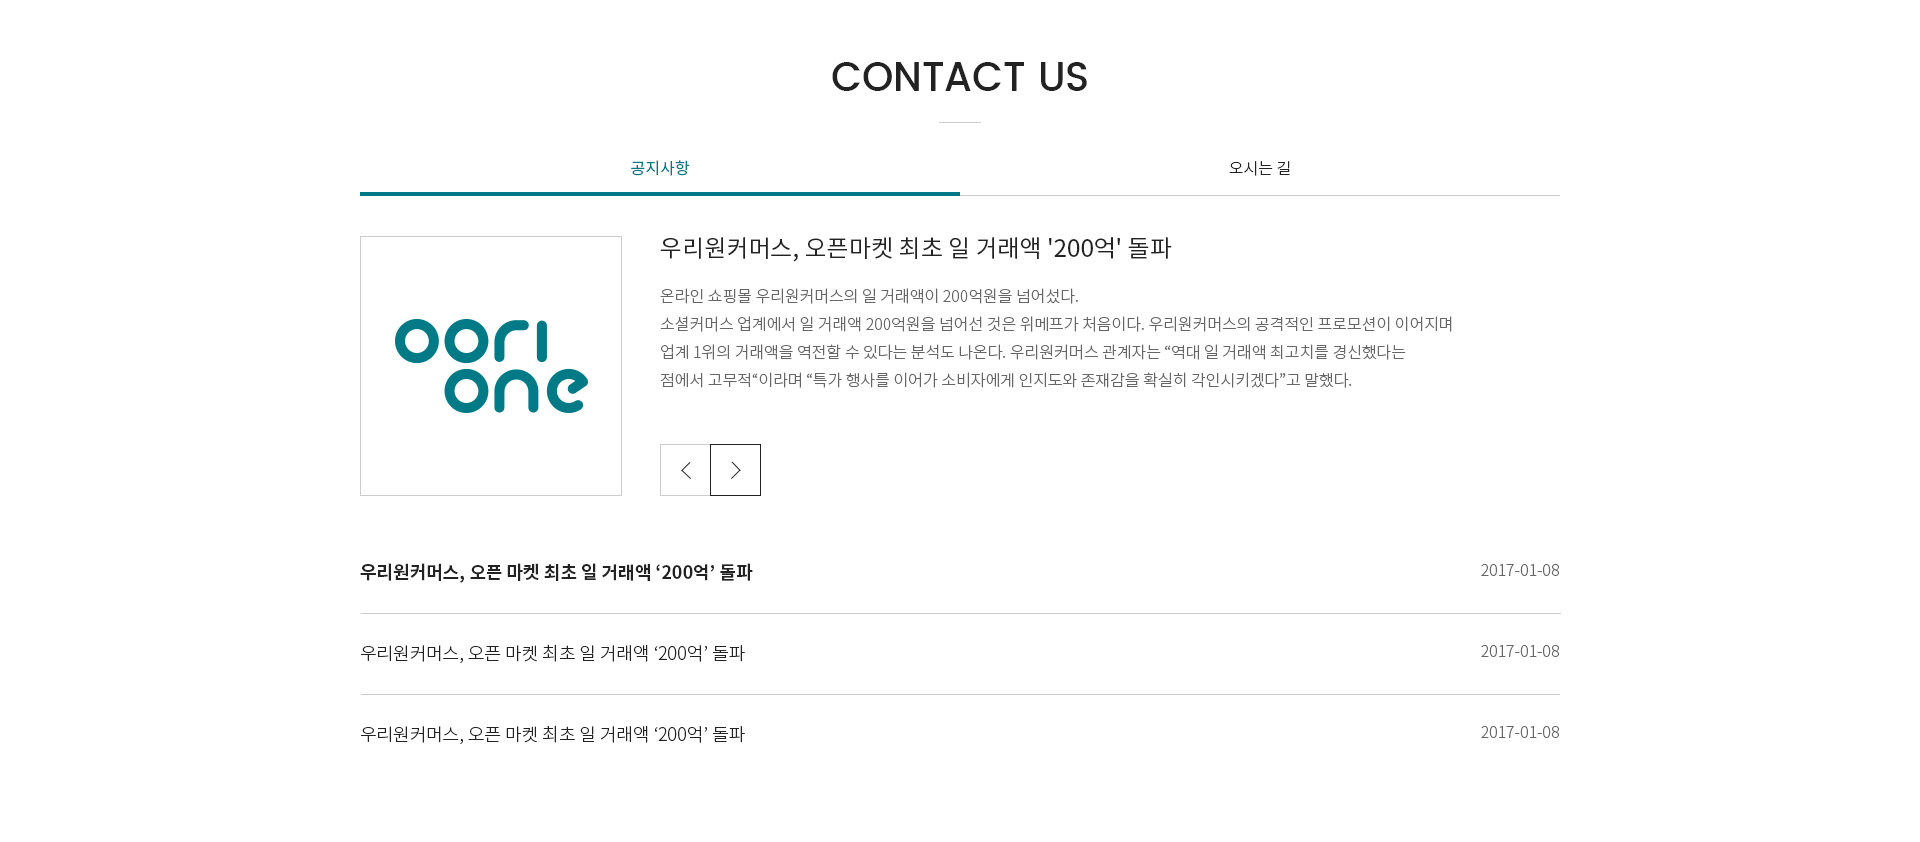 CONTACT US
공지사항
오시는 길
oori
one
우리원커머스, 오픈마켓 최초 일 거래액 '200억' 돌파
온라인 쇼핑몰 우리원커머스의 일 거래액이 200억원을 넘어섰다.
소셜커머스 업계에서 일 거래액 200억원을 넘어선 것은 위메프가 처음이다. 우리원커머스의 공격적인 프로모션이 이어지며
업계 1위의 거래액을 역전할 수 있다는 분석도 나온다. 우리원커머스 관계자는 “역대 일 거래액 최고치를 경신했다는
점에서 고무적“이라며 “특가 행사를 이어가 소비자에게 인지도와 존재감을 확실히 각인시키겠다”고 말했다.
우리원커머스, 오픈 마켓 최초 일 거래액 ‘200억’ 돌파 2017-01-08
우리원커머스, 오픈 마켓 최초 일 거래액 ‘200억’ 돌파 2017-01-08
우리원커머스, 오픈 마켓 최초 일 거래액 ‘200억’ 돌파 2017-01-08